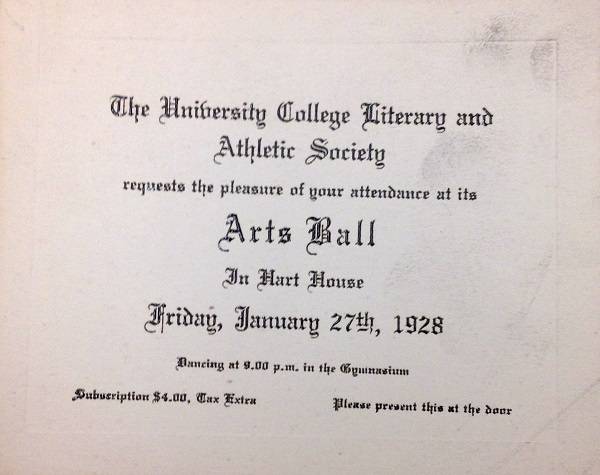 The University College Literary and
Athletic Society
requests the pleasure of your attendance at its
Arts Ball
In Hart House
Friday, January 27th, 1928
Dancing at 9.00 p.m. in the Gymnasium
Subscription $4.00, Tax Extra
Please present this at the door